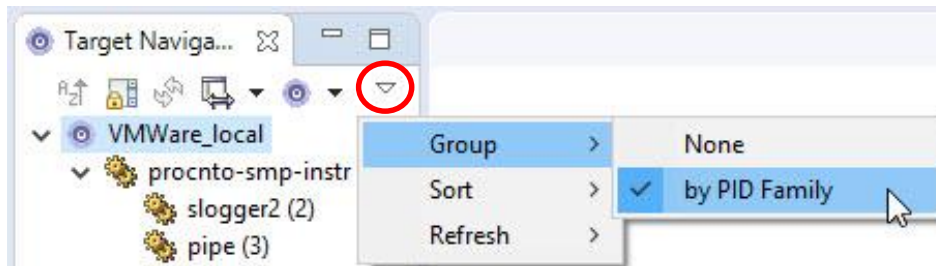 Target Naviga...
VMWare_local
procnto-smp-instr
slogger2 (2)
pipe (3)
Group
Sort
Refresh
None
by PID Family